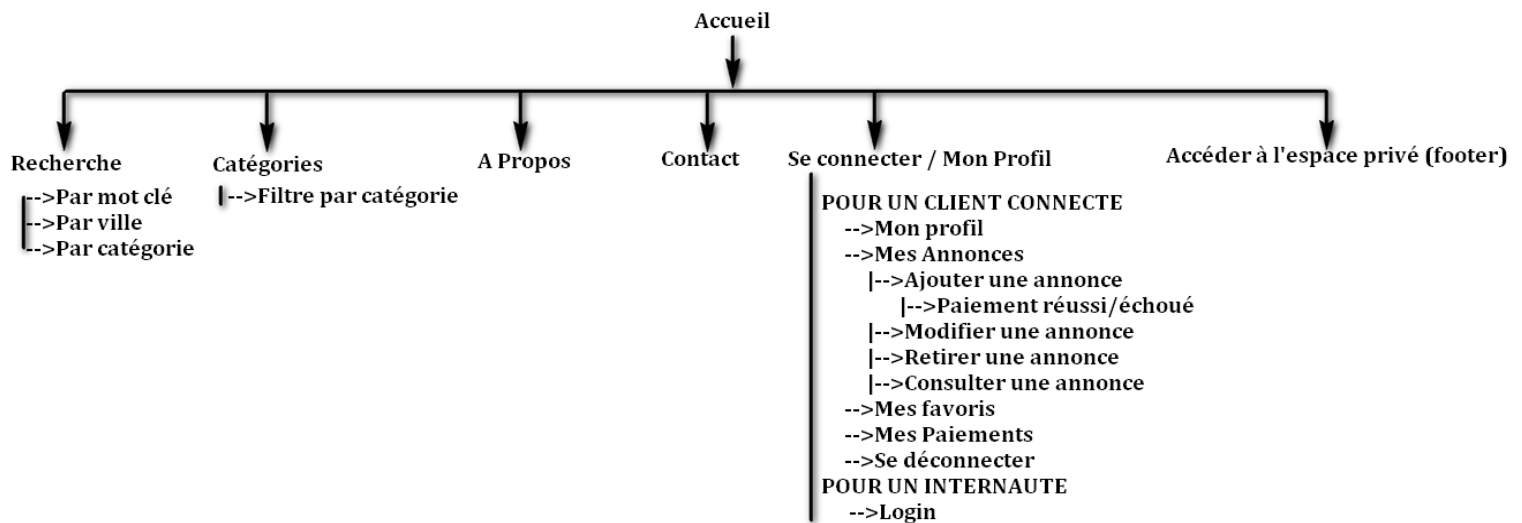 Accueil
Recherche
-->Par mot clé
-->Par ville
-->Par catégorie
Catégories
|-->Filtre par catégorie
A Propos
Contact
Se connecter / Mon Profil
POUR UN CLIENT CONNECTE
-->Mon profil
-->Mes Annonces
|-->Ajouter une annonce
|-->Paiement réussi/échoué
|-->Modifier une annonce
|-->Retirer une annonce
|-->Consulter une annonce
-->Mes favoris
-->Mes Paiements
-->Se déconnecter
POUR UN INTERNAUTE
-->Login
Accéder à l'espace privé (footer)